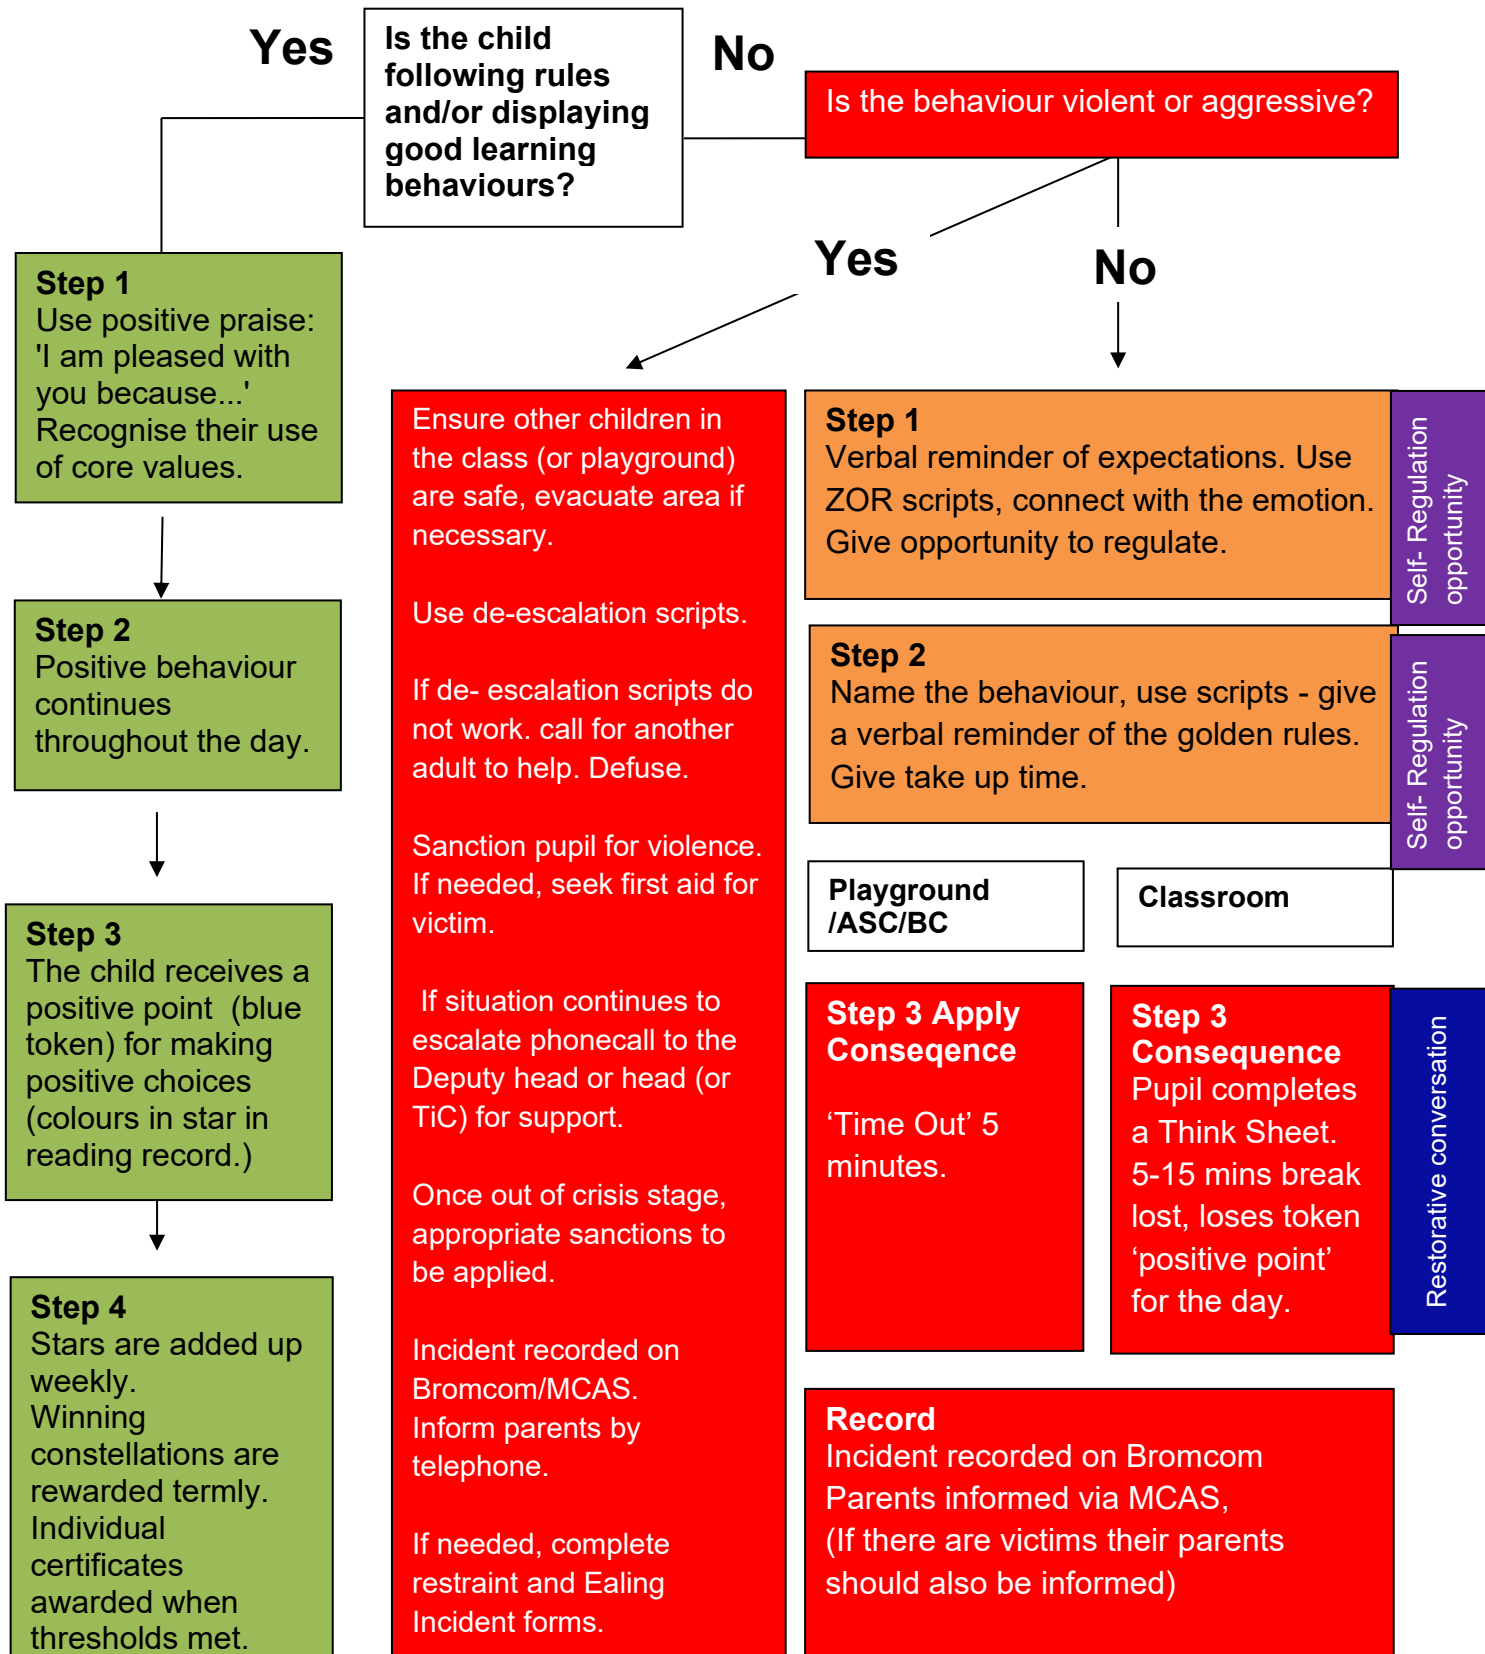 Yes
Is the child
following rules
and/or displaying
good learning
behaviours?
No
Is the behaviour violent or aggressive?
Yes
No
Step 1
Use positive praise:
'I am pleased with
you because...'
Recognise their use
of core values.
Step 2
Positive behaviour
continues
throughout the day.
Step 3
The child receives a
positive point (blue
token) for making
positive choices
(colours in star in
reading record.)
Step 4
Stars are added up
weekly.
Winning
constellations are
rewarded termly.
Individual
certificates
awarded when
thresholds met.
Ensure other children in
the class (or playground)
are safe, evacuate area if
necessary.
Use de-escalation scripts.
If de- escalation scripts do
not work. call for another
adult to help. Defuse.
Sanction pupil for violence.
If needed, seek first aid for
victim.
If situation continues to
escalate phonecall to the
Deputy head or head (or
TiC) for support.
Once out of crisis stage,
appropriate sanctions to
be applied.
Incident recorded on
Bromcom/MCAS.
Inform parents by
telephone.
If needed, complete
restraint and Ealing
Incident forms.
Step 1
Verbal reminder of expectations. Use
ZOR scripts, connect with the emotion.
Give opportunity to regulate.
Self- Regulation
opportunity
Step 2
Name the behaviour, use scripts - give
a verbal reminder of the golden rules.
Give take up time.
Self- Regulation
opportunity
Playground
/ASC/BC
Classroom
Step 3 Apply
Conseqence
‘Time Out’ 5
minutes.
Step 3
Consequence
Pupil completes
a Think Sheet.
5-15 mins break
lost, loses token
‘positive point’
for the day.
Restorative conversation
Record
Incident recorded on Bromcom
Parents informed via MCAS,
(If there are victims their parents
should also be informed)